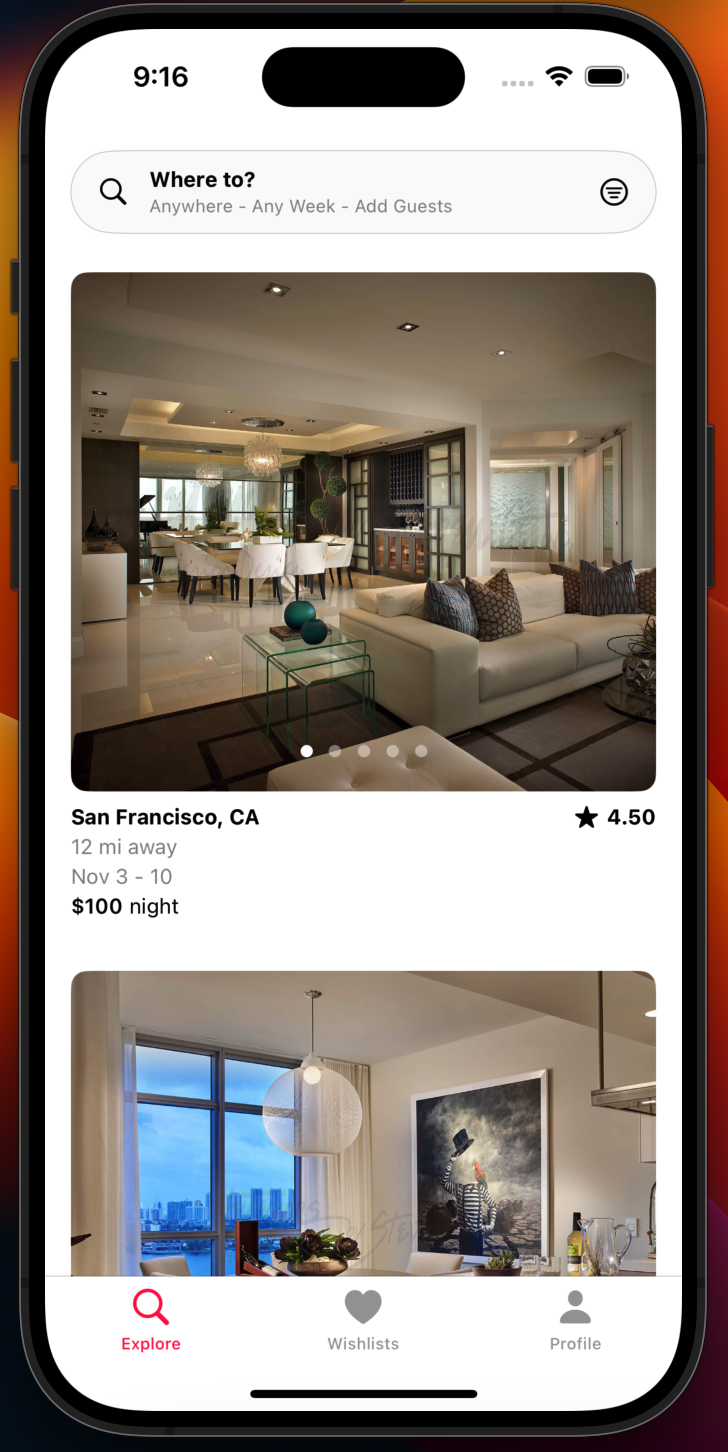 9:16
Where to?
Anywhere - Any Week - Add Guests
San Francisco, CA
4.50
12 mi away
Nov 3 - 10
$100 night
Explore
Wishlists
Profile